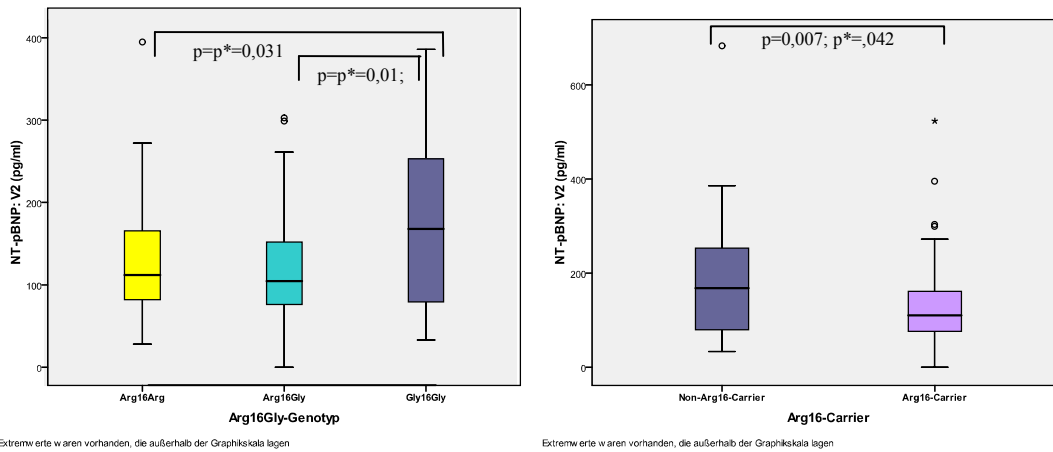 400
300
200
100
0
NT-pBNP: V2 (pg/ml)
p=p*=0,031
p=p*=0,01;
Arg16Arg
Arg16Gly
Gly16Gly
Arg16Gly-Genotyp
Extremwerte waren vorhanden, die außerhalb der Graphikskala lagen
600
400
200
0
NT-pBNP: V2 (pg/ml)
p=0,007; p*=,042
*
Non-Arg16-Carrier
Arg16-Carrier
Arg16-Carrier
Extremwerte waren vorhanden, die außerhalb der Graphikskala lagen